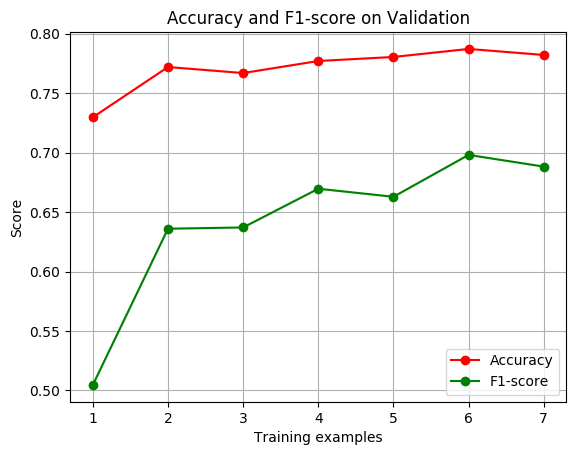 Accuracy and F1-score on Validation
0.80
0.75
0.70
0.65
0.60
0.55
0.50
Score
1 2 3 4 5 6 7
Training examples
Accuracy
F1-score